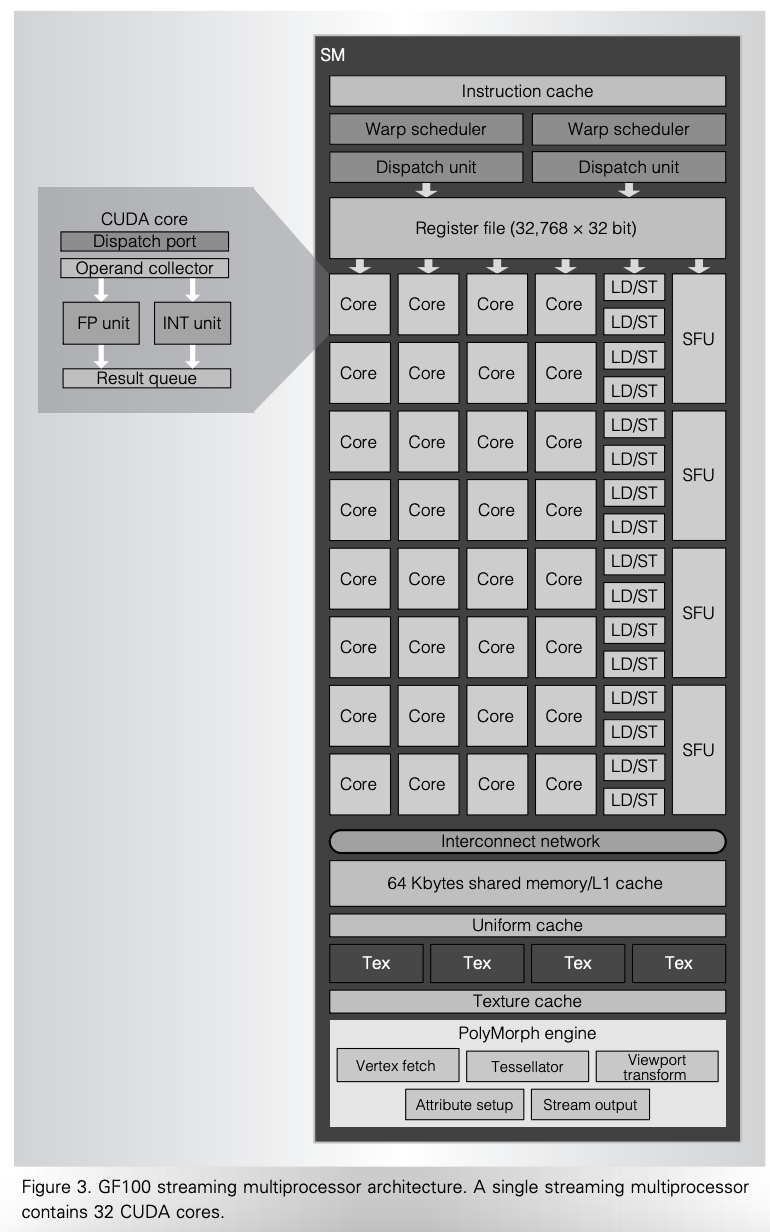 SM
Instruction cache
Warp scheduler Warp scheduler
Dispatch unit Dispatch unit
Register file (32,768 × 32 bit)
CUDA core
Dispatch port
Operand collector
FP unit INT unit
Result queue
Core Core Core Core LD/ST SFU
LD/ST
Core Core Core Core LD/ST
LD/ST
Core Core Core Core LD/ST SFU
LD/ST
Core Core Core Core LD/ST
LD/ST
Core Core Core Core LD/ST SFU
LD/ST
Core Core Core Core LD/ST
LD/ST
Core Core Core Core LD/ST SFU
LD/ST
Core Core Core Core LD/ST
LD/ST
Interconnect network
64 Kbytes shared memory/L1 cache
Uniform cache
Tex Tex Tex Tex
Texture cache
PolyMorph engine
Vertex fetch Tessellator Viewport
transform
Attribute setup Stream output
Figure 3. GF100 streaming multiprocessor architecture. A single streaming multiprocessor
contains 32 CUDA cores.